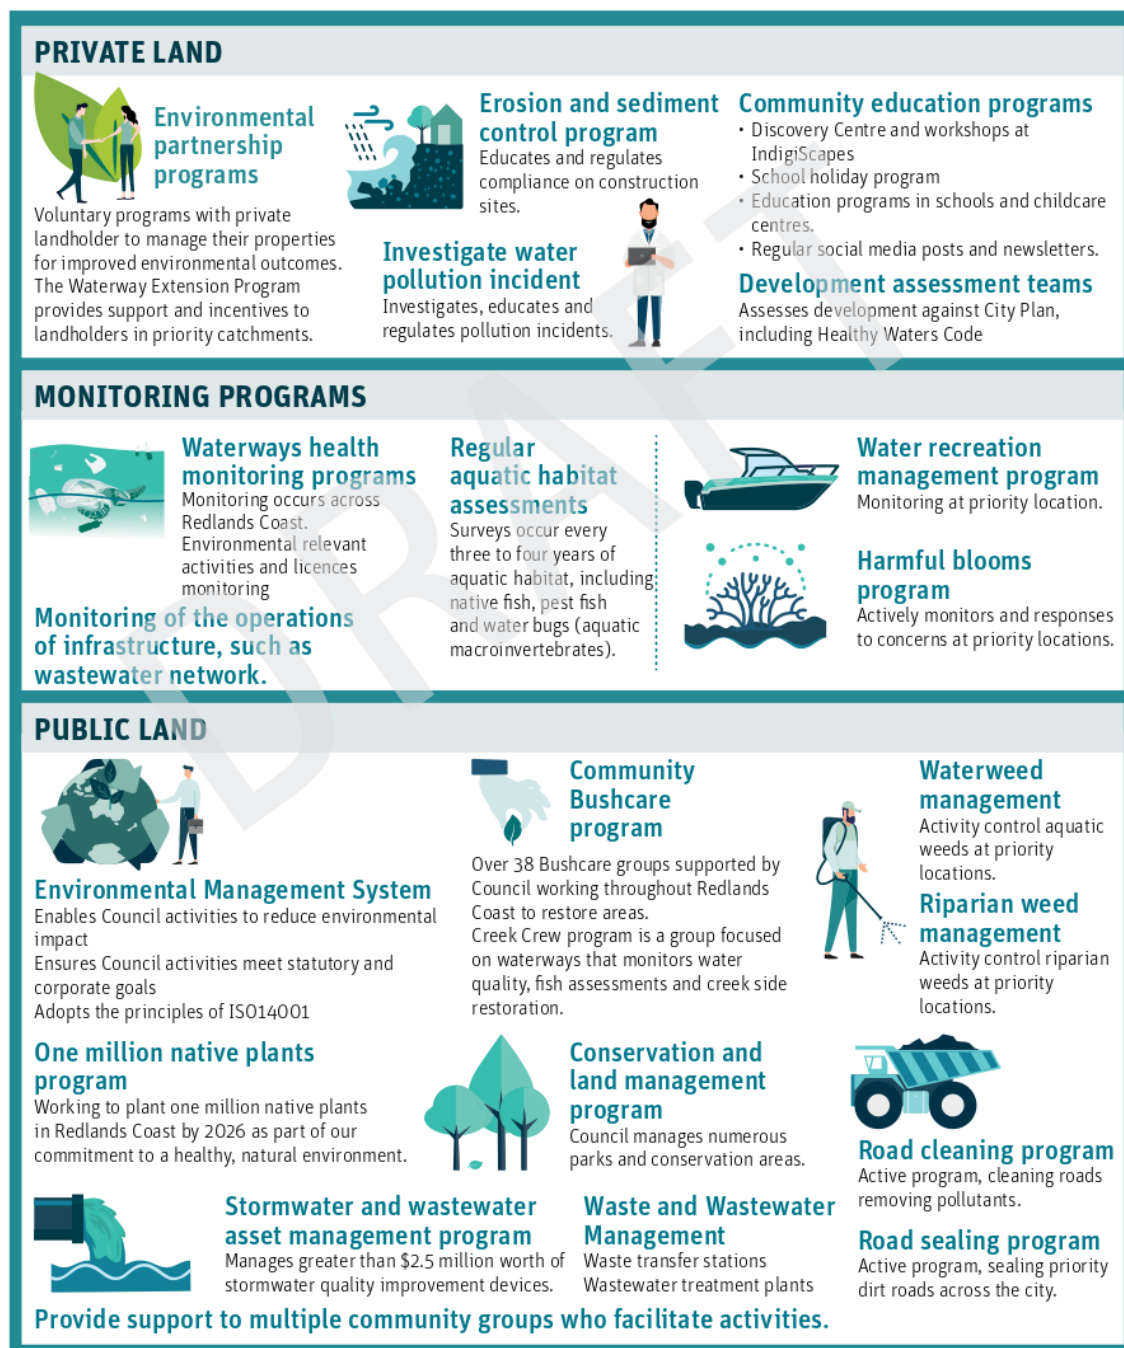 PRIVATE LAND
Environmental
partnership
programs
Voluntary programs with private
landholder to manage their properties
for improved environmental outcomes.
The Waterway Extension Program
provides support and incentives to
landholders in priority catchments.
Erosion and sediment
control program
Educates and regulates
compliance on construction
sites.
Investigate water
pollution incident
Investigates, educates and
regulates pollution incidents.
Community education programs
• Discovery Centre and workshops at
IndigiScapes
• School holiday program
• Education programs in schools and childcare
centres.
• Regular social media posts and newsletters.
Development assessment teams
Assesses development against City Plan,
including Healthy Waters Code
MONITORING PROGRAMS
Waterways health
monitoring programs
Monitoring occurs across
Redlands Coast.
Environmental relevant
activities and licences
monitoring
Monitoring of the operations
of infrastructure, such as
wastewater network.
Regular
aquatic habitat
assessments
Surveys occur every
three to four years of
aquatic habitat, including
native fish, pest fish
and water bugs (aquatic
macroinvertebrates).
Water recreation
management program
Monitoring at priority location.
Harmful blooms
program
Actively monitors and responses
to concerns at priority locations.
PUBLIC LAND
Environmental Management System
Enables Council activities to reduce environmental
impact
Ensures Council activities meet statutory and
corporate goals
Adopts the principles of ISO14001
Community
Bushcare
program
Over 38 Bushcare groups supported by
Council working throughout Redlands
Coast to restore areas.
Creek Crew program is a group focused
on waterways that monitors water
quality, fish assessments and creek side
restoration.
Waterweed
management
Activity control aquatic
weeds at priority
locations.
Riparian weed
management
Activity control riparian
weeds at priority
locations.
One million native plants
program
Working to plant one million native plants
in Redlands Coast by 2026 as part of our
commitment to a healthy, natural environment.
Conservation and
land management
program
Council manages numerous
parks and conservation areas.
Road cleaning program
Active program, cleaning roads
removing pollutants.
Stormwater and wastewater
asset management program
Manages greater than $2.5 million worth of
stormwater quality improvement devices.
Waste and Wastewater
Management
Waste transfer stations
Wastewater treatment plants
Road sealing program
Active program, sealing priority
dirt roads across the city.
Provide support to multiple community groups who facilitate activities.
DRAFT